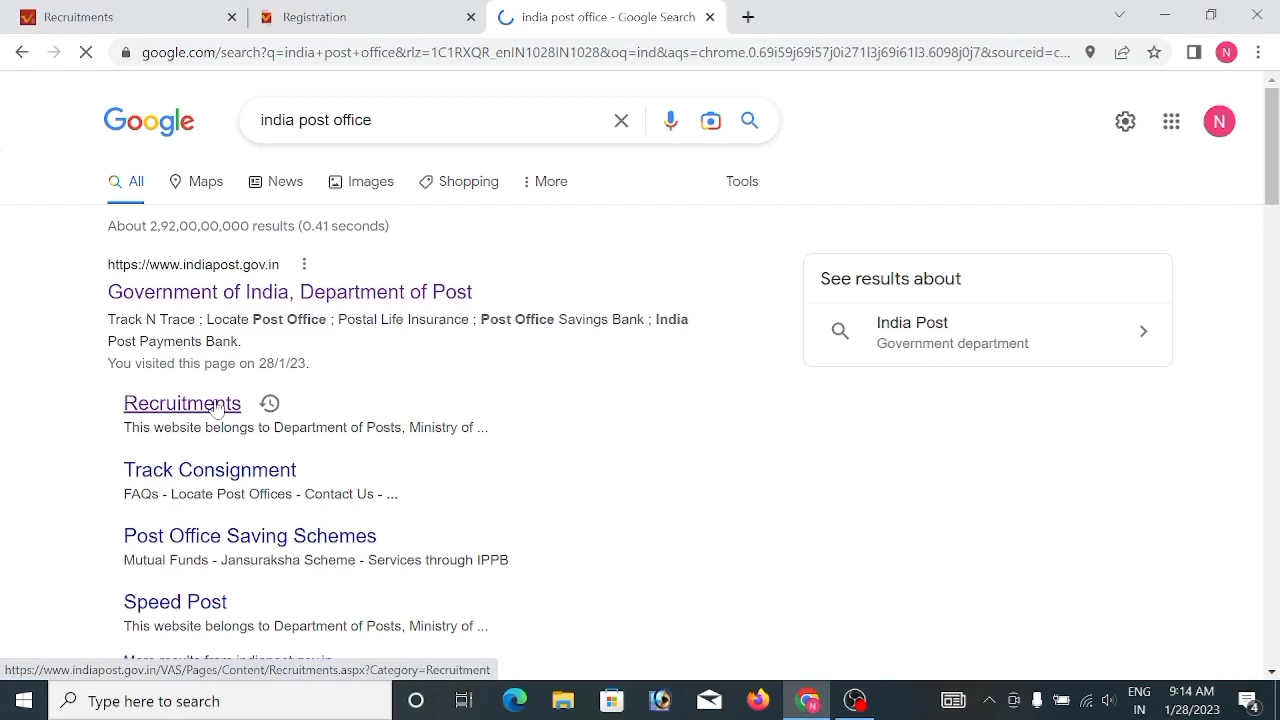 Recruitments
Registration
india post office - Google Search
google.com/search?q=india+post+office&rlz=1C1RXQR_enIN1028IN1028&oq=ind&aqs=chrome.0.69i59j69i57j0i271l3j69i61l3.6098j0j7&sourceid=c...
N
Google
india post office
N
All
Maps
News
Images
Shopping
More
Tools
About 2,92,00,00,000 results (0.41 seconds)
https://www.indiapost.gov.in
Government of India, Department of Post
Track N Trace ; Locate Post Office ; Postal Life Insurance ; Post Office Savings Bank ; India
Post Payments Bank.
You visited this page on 28/1/23.
See results about
India Post
Government department
Recruitments
This website belongs to Department of Posts, Ministry of ...
Track Consignment
FAQs - Locate Post Offices - Contact Us - ...
Post Office Saving Schemes
Mutual Funds - Jansuraksha Scheme - Services through IPPB
Speed Post
This website belongs to Department of Posts, Ministry of ...
https://www.indiapost.gov.in/VAS/Pages/Content/Recruitments.aspx?Category=Recruitment
Type here to search
ENG
IN
9:14 AM
1/28/2023
4